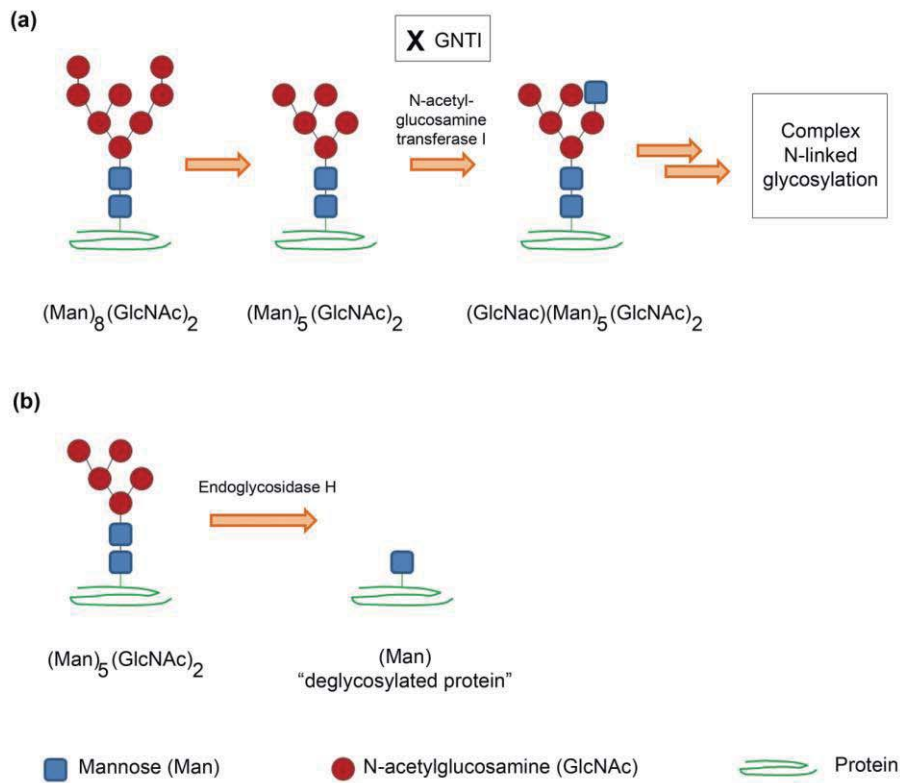 (a)
X GNTI
N-acetyl-
glucosamine
transferase I
Complex
N-linked
glycosylation
(Man)8(GlcNAc)2
(Man)5(GlcNAc)2
(GlcNac)(Man)5(GlcNAc)2
(b)
Endoglycosidase H
(Man)5(GlcNAc)2
(Man)
"deglycosylated protein"
Mannose (Man)
N-acetylglucosamine (GlcNAc)
Protein